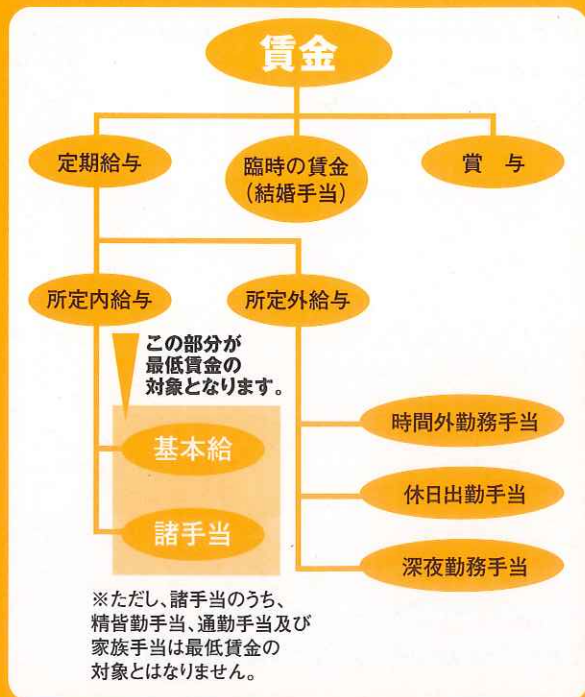 賃金
定期給与
臨時の賃金
(結婚手当)
賞 与
所定内給与
所定外給与
この部分が
最低賃金の
対象となります。
基本給
諸手当
時間外勤務手当
休日出勤手当
深夜勤務手当
※ただし、諸手当のうち、
精皆勤手当、通勤手当及び
家族手当は最低賃金の
対象とはなりません。